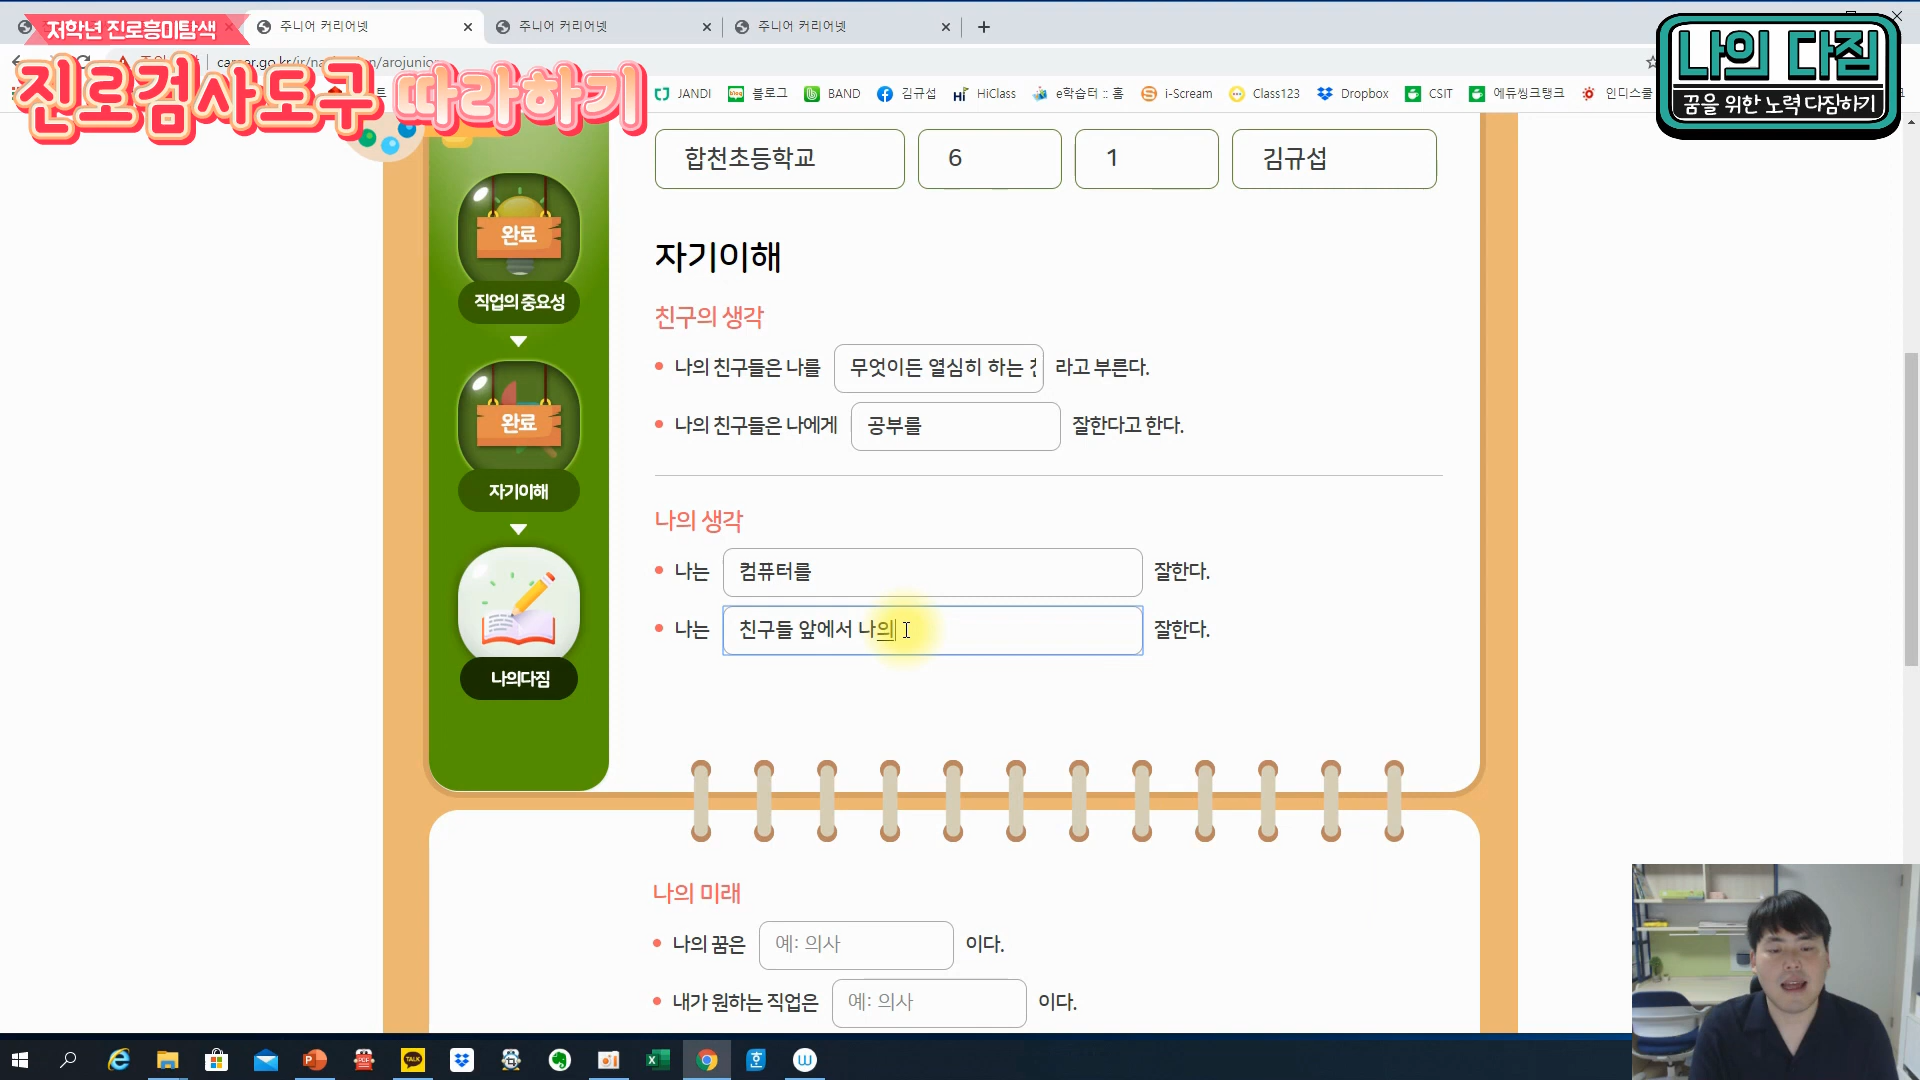 저학년 진로흥미탐색
주니어 커리어넷
주니어 커리어넷
주니어 커리어넷
진로검사도구 따라하기
나의 다짐
꿈을 위한 노력 다짐하기
JANDI
블로그
BAND
김규섭
HiClass
e학습터 :: 홈
i-Scream
Class123
Dropbox
CSIT
에듀씽크탱크
인디스쿨
합천초등학교
6
1
김규섭
완료
직업의 중요성
완료
자기이해
나의다짐
자기이해
친구의 생각
나의 친구들은 나를 무엇이든 열심히 하는 라고 부른다.
나의 친구들은 나에게 공부를 잘한다고 한다.
나의 생각
나는 컴퓨터를 잘한다.
나는 친구들 앞에서 나의 잘한다.
나의 미래
나의 꿈은 예: 의사 이다.
내가 원하는 직업은 예: 의사 이다.